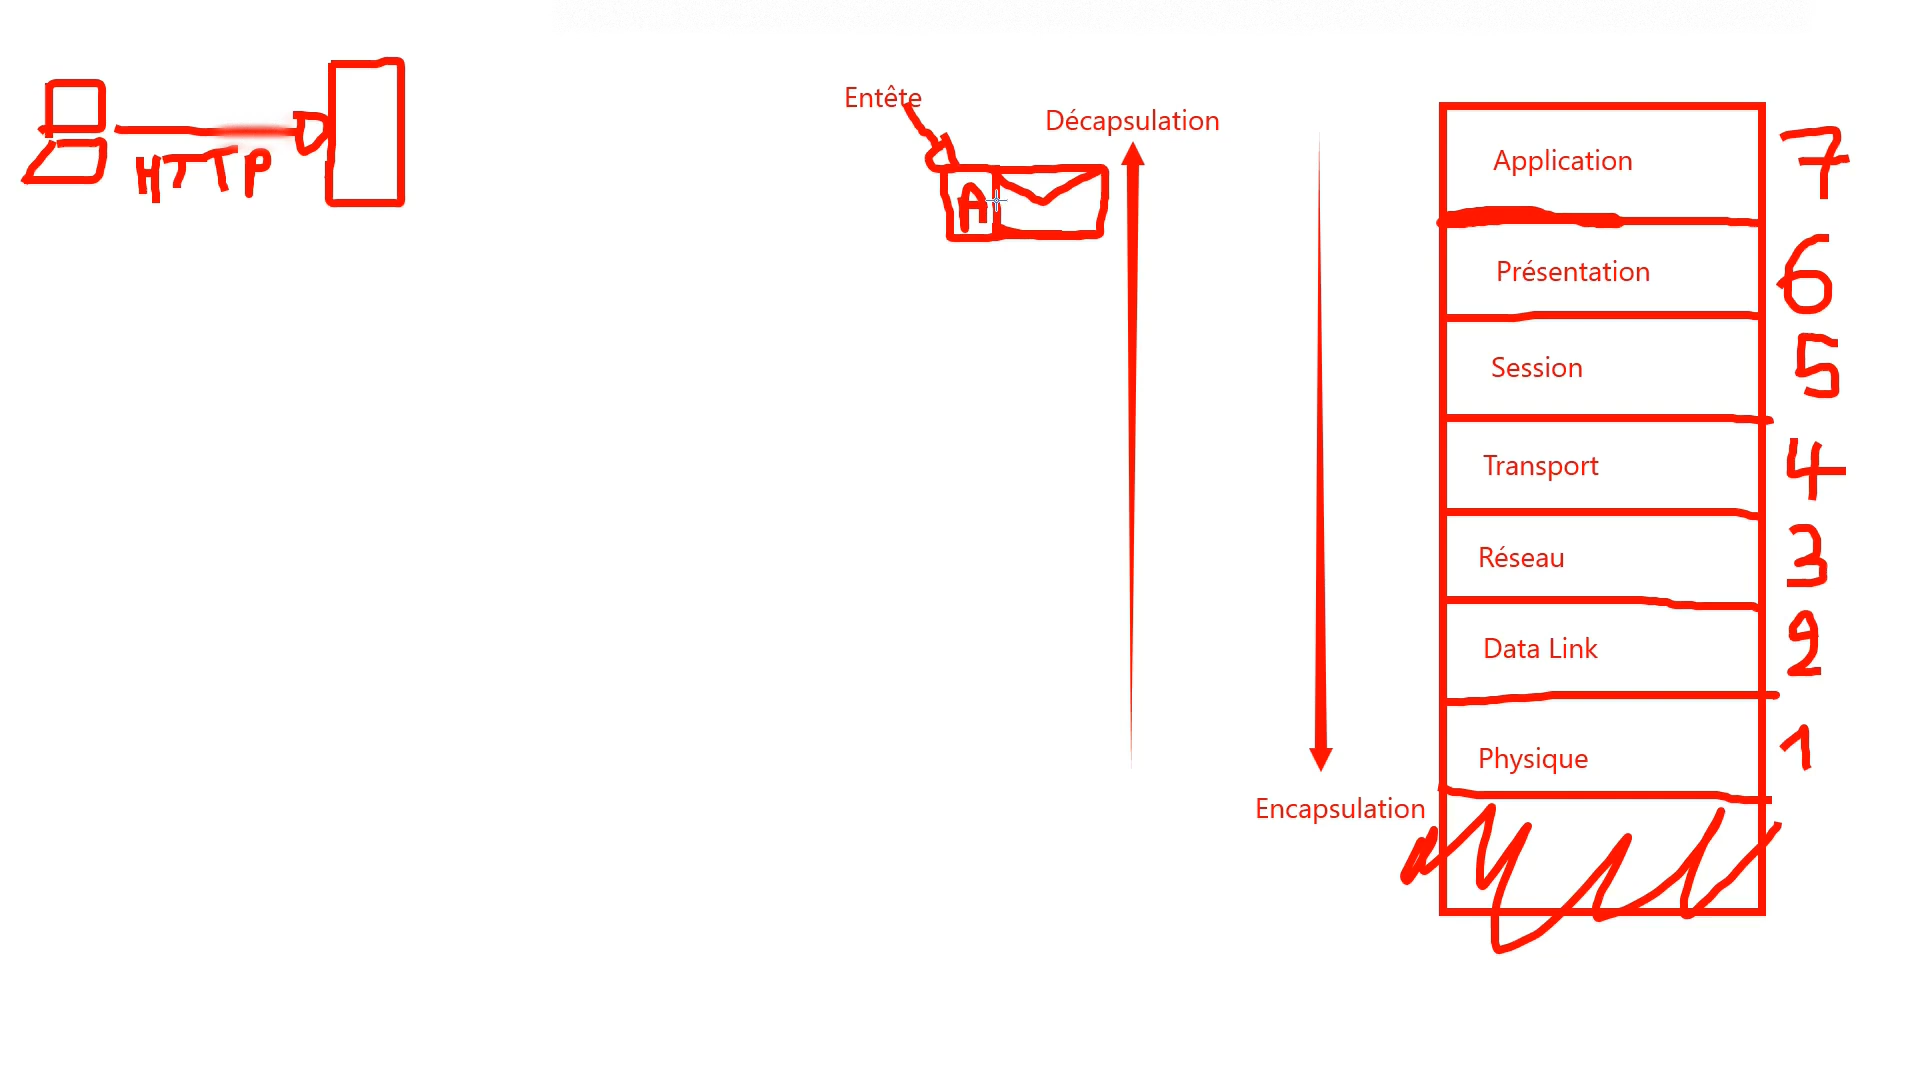 HTTP
Entête
A
Décapsulation
Encapsulation
Application 7
Présentation 6
Session 5
Transport 4
Réseau 3
Data Link 2
Physique 1